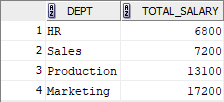 DEPT TOTAL_SALARY
1 HR 6800
2 Sales 7200
3 Production 13100
4 Marketing 17200